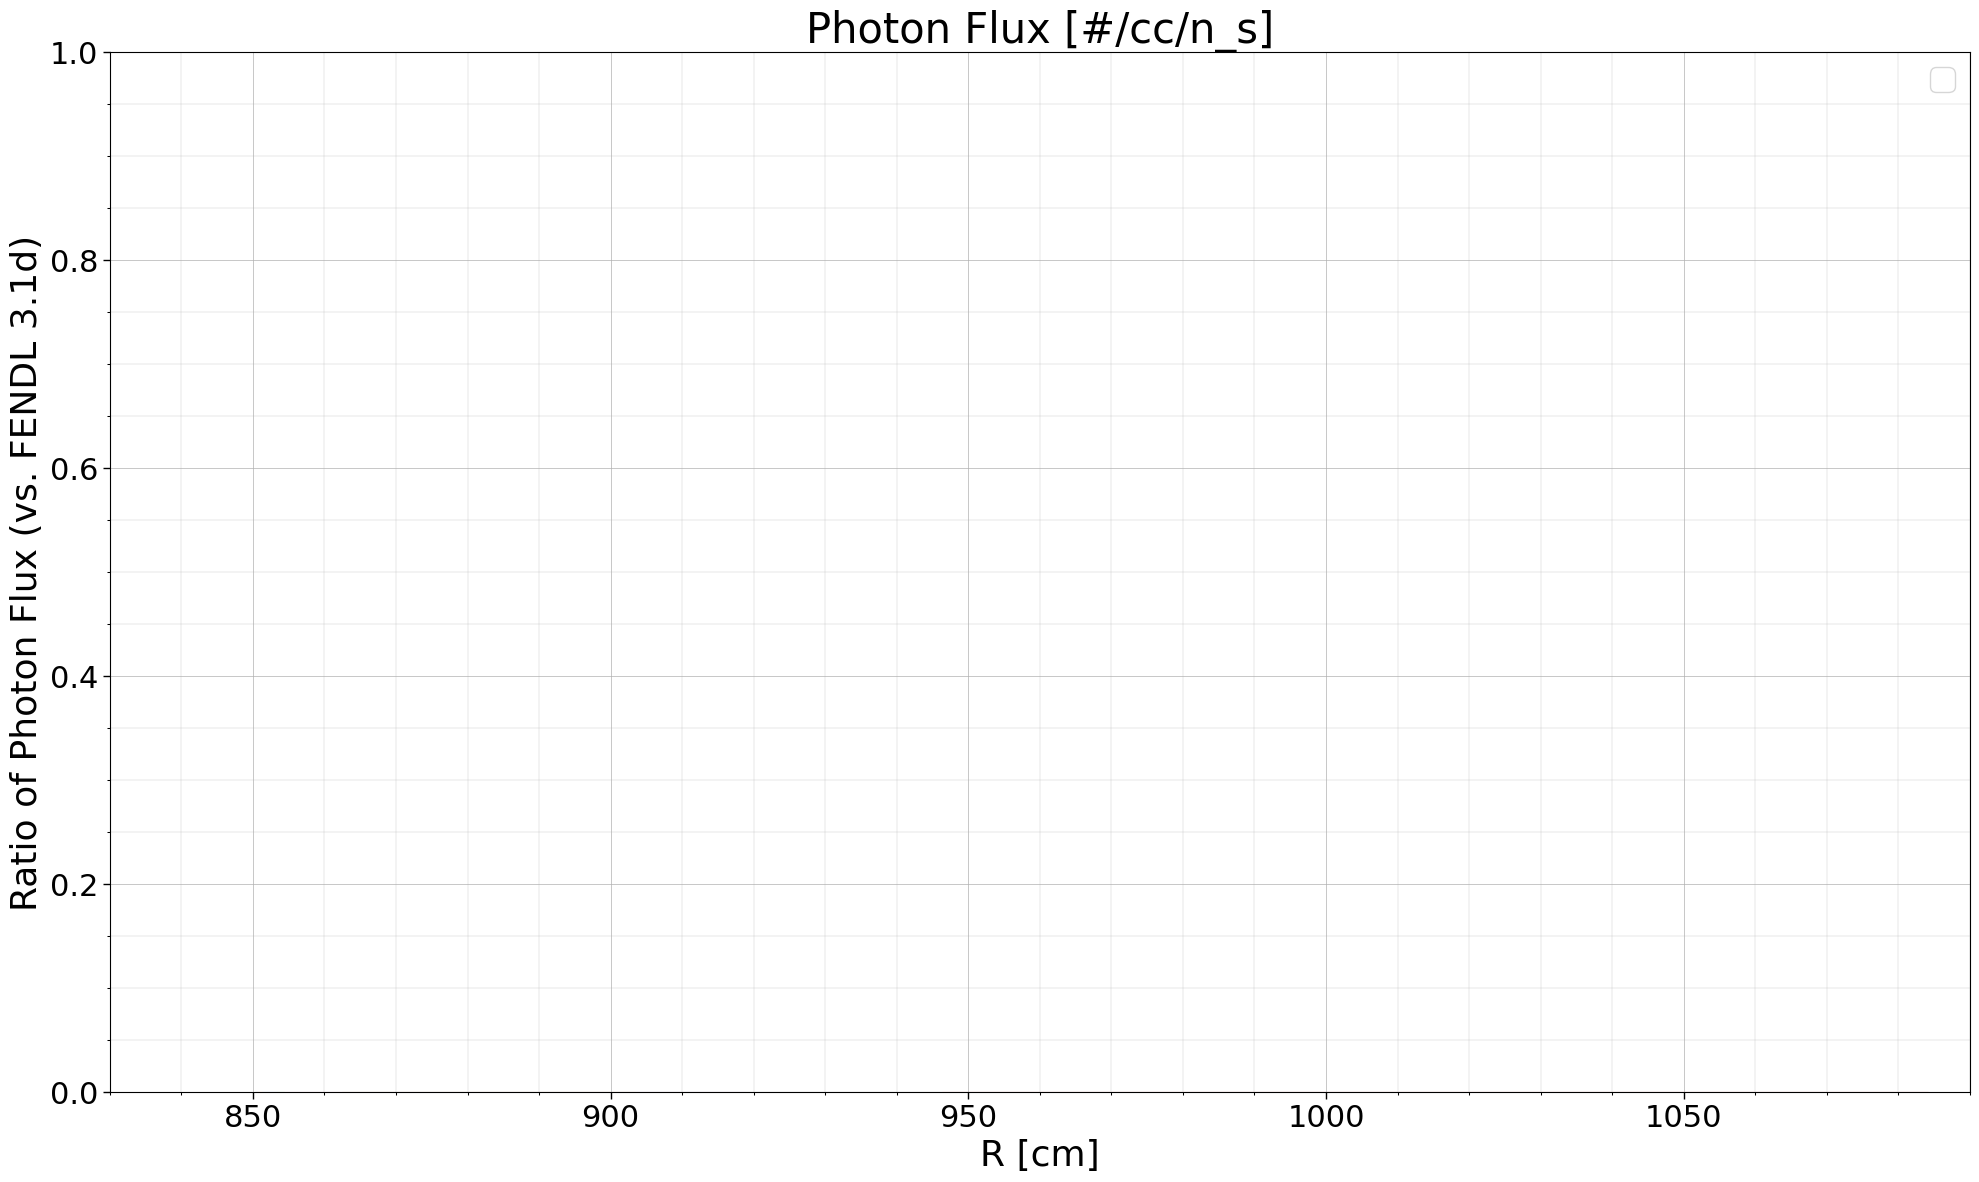 Photon Flux [#/cc/n_s]
Ratio of Photon Flux (vs. FENDL 3.1d)
1.0
0.8
0.6
0.4
0.2
0.0
850 900 950 1000 1050
R [cm]